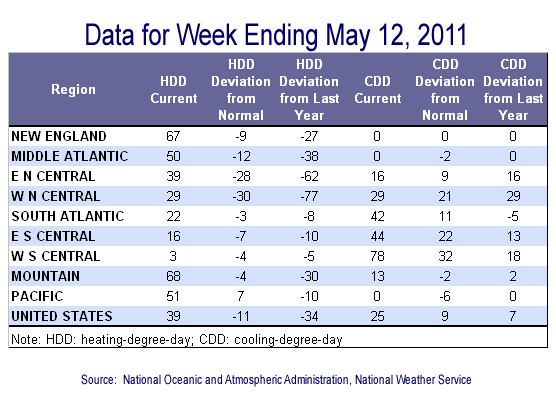 Data for Week Ending May 12, 2011
Region HDD Current HDD Deviation from Normal HDD Deviation from Last Year CDD Current CDD Deviation from Normal CDD Deviation from Last Year
NEW ENGLAND 67 -9 -27 0 0 0
MIDDLE ATLANTIC 50 -12 -38 0 -2 0
E N CENTRAL 39 -28 -62 16 9 16
W N CENTRAL 29 -30 -77 29 21 29
SOUTH ATLANTIC 22 -3 -8 42 11 -5
E S CENTRAL 16 -7 -10 44 22 13
W S CENTRAL 3 -4 -5 78 32 18
MOUNTAIN 68 -4 -30 13 -2 2
PACIFIC 51 7 -10 0 -6 0
UNITED STATES 39 -11 -34 25 9 7
Note: HDD: heating-degree-day; CDD: cooling-degree-day
Source: National Oceanic and Atmospheric Administration, National Weather Service